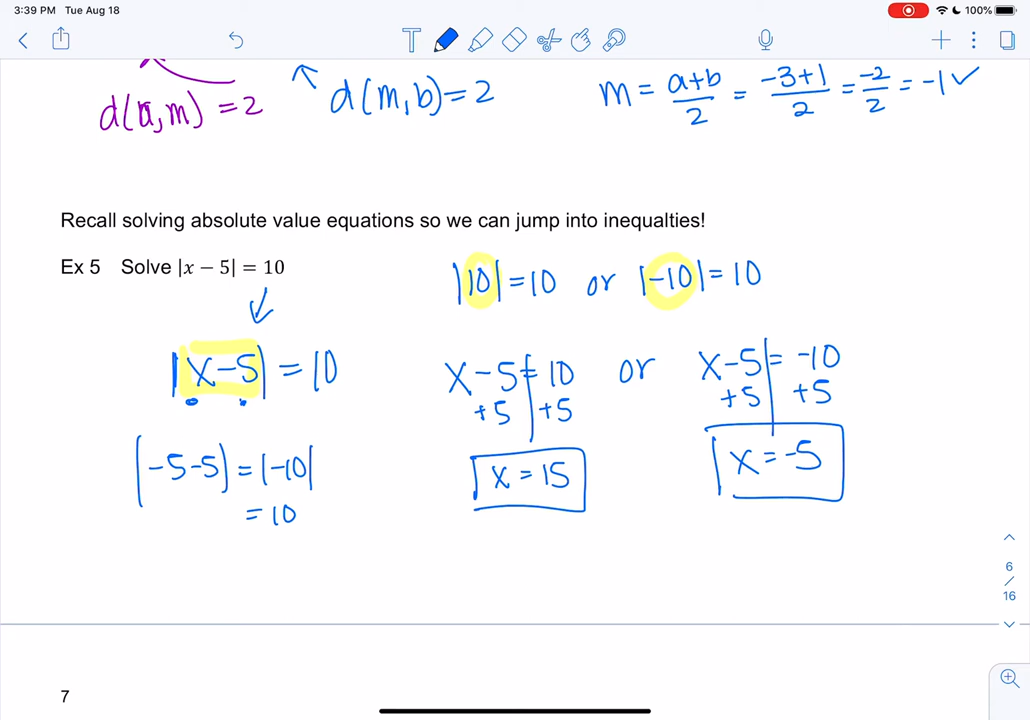 3:39 PM Tue Aug 18 100%
T
d(a,m) = 2 d(m,b) = 2 m = a+b/2 = -3+1/2 = -2/2 = -1 ✓
Recall solving absolute value equations so we can jump into inequalties!
Ex 5 Solve |x − 5| = 10
|10| = 10 or |-10| = 10
|x-5| = 10 x-5 = 10 or x-5 = -10
+5 +5 +5 +5
|-5-5| = |-10| x = 15 x = -5
= 10
6
/
16
7